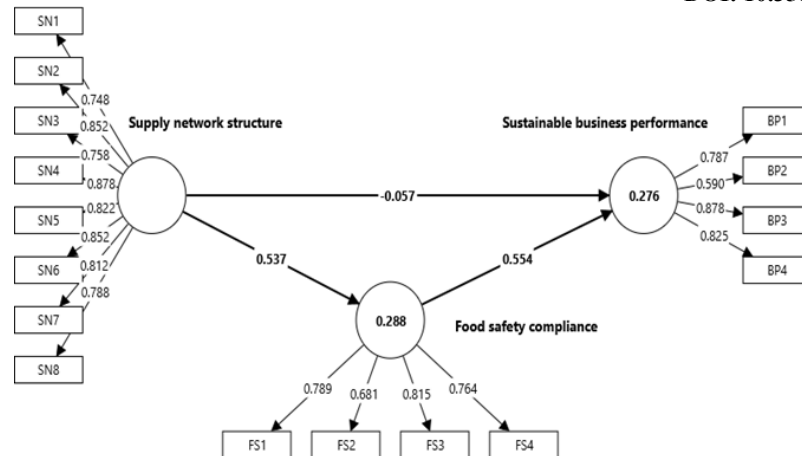 SN1
SN2
SN3
SN4
SN5
SN6
SN7
SN8
0.748
0.852
0.758
0.878
0.822
0.852
0.812
0.788
Supply network structure
Sustainable business performance
-0.057
0.537
0.554
0.276
0.288
Food safety compliance
0.787
0.590
0.878
0.825
BP1
BP2
BP3
BP4
0.789
0.681
0.815
0.764
FS1
FS2
FS3
FS4